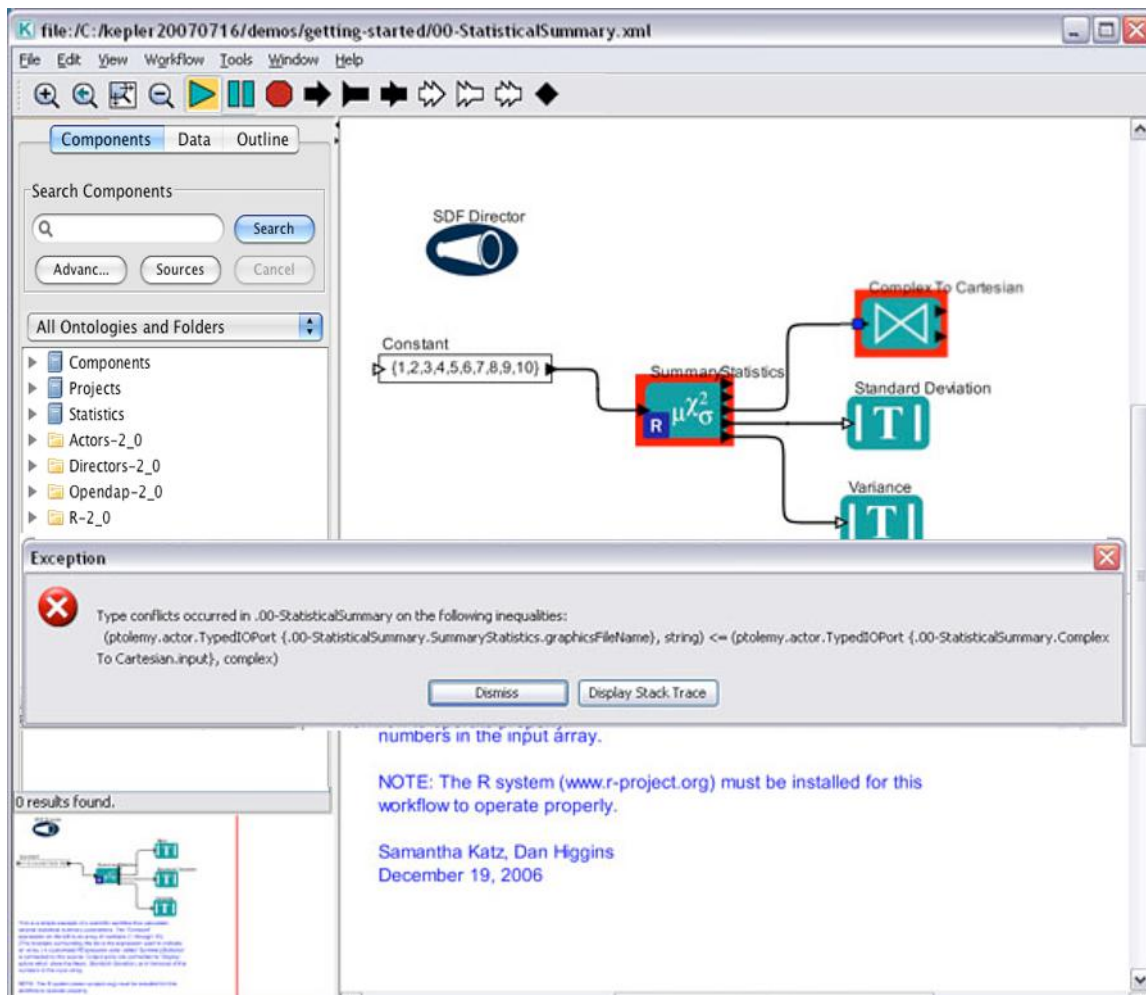 file:/C:/kepler20070716/demos/getting-started/00-StatisticalSummary.xml
File Edit View Workflow Tools Window Help
Components Data Outline
Search Components
Search
Advanc... Sources Cancel
All Ontologies and Folders
Components
Projects
Statistics
Actors-2_0
Directors-2_0
Opendap-2_0
R-2_0
SDF Director
Complex To Cartesian
Constant
{1,2,3,4,5,6,7,8,9,10}
SummaryStatistics
R μχ²σ
Standard Deviation
T
Variance
T
Exception
Type conflicts occurred in .00-StatisticalSummary on the following inequalities:
(ptolemy.actor.TypedIOPort {.00-StatisticalSummary.SummaryStatistics.graphicsFileName}, string) <= (ptolemy.actor.TypedIOPort {.00-StatisticalSummary.Complex
To Cartesian.input}, complex)
Dismiss Display Stack Trace
numbers in the input array.
NOTE: The R system (www.r-project.org) must be installed for this
workflow to operate properly.
Samantha Katz, Dan Higgins
December 19, 2006
0 results found.